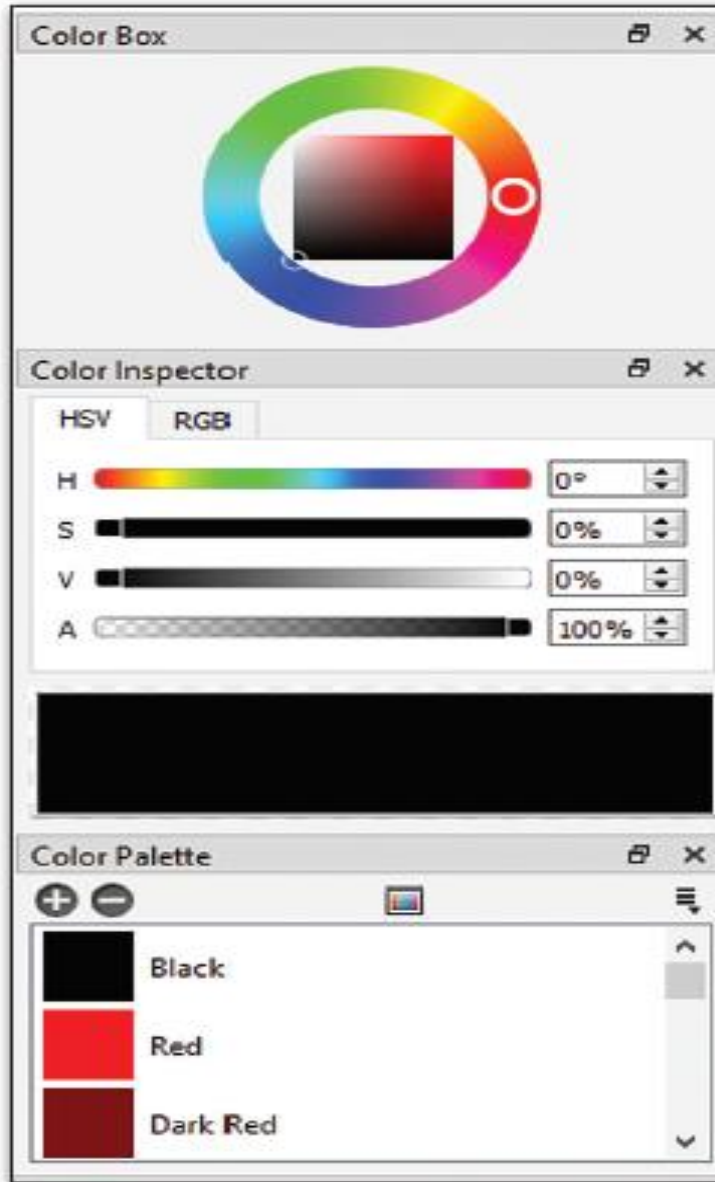 Color Box
Color Inspector
HSV RGB
H 0°
S 0%
V 0%
A 100%
Color Palette
Black
Red
Dark Red